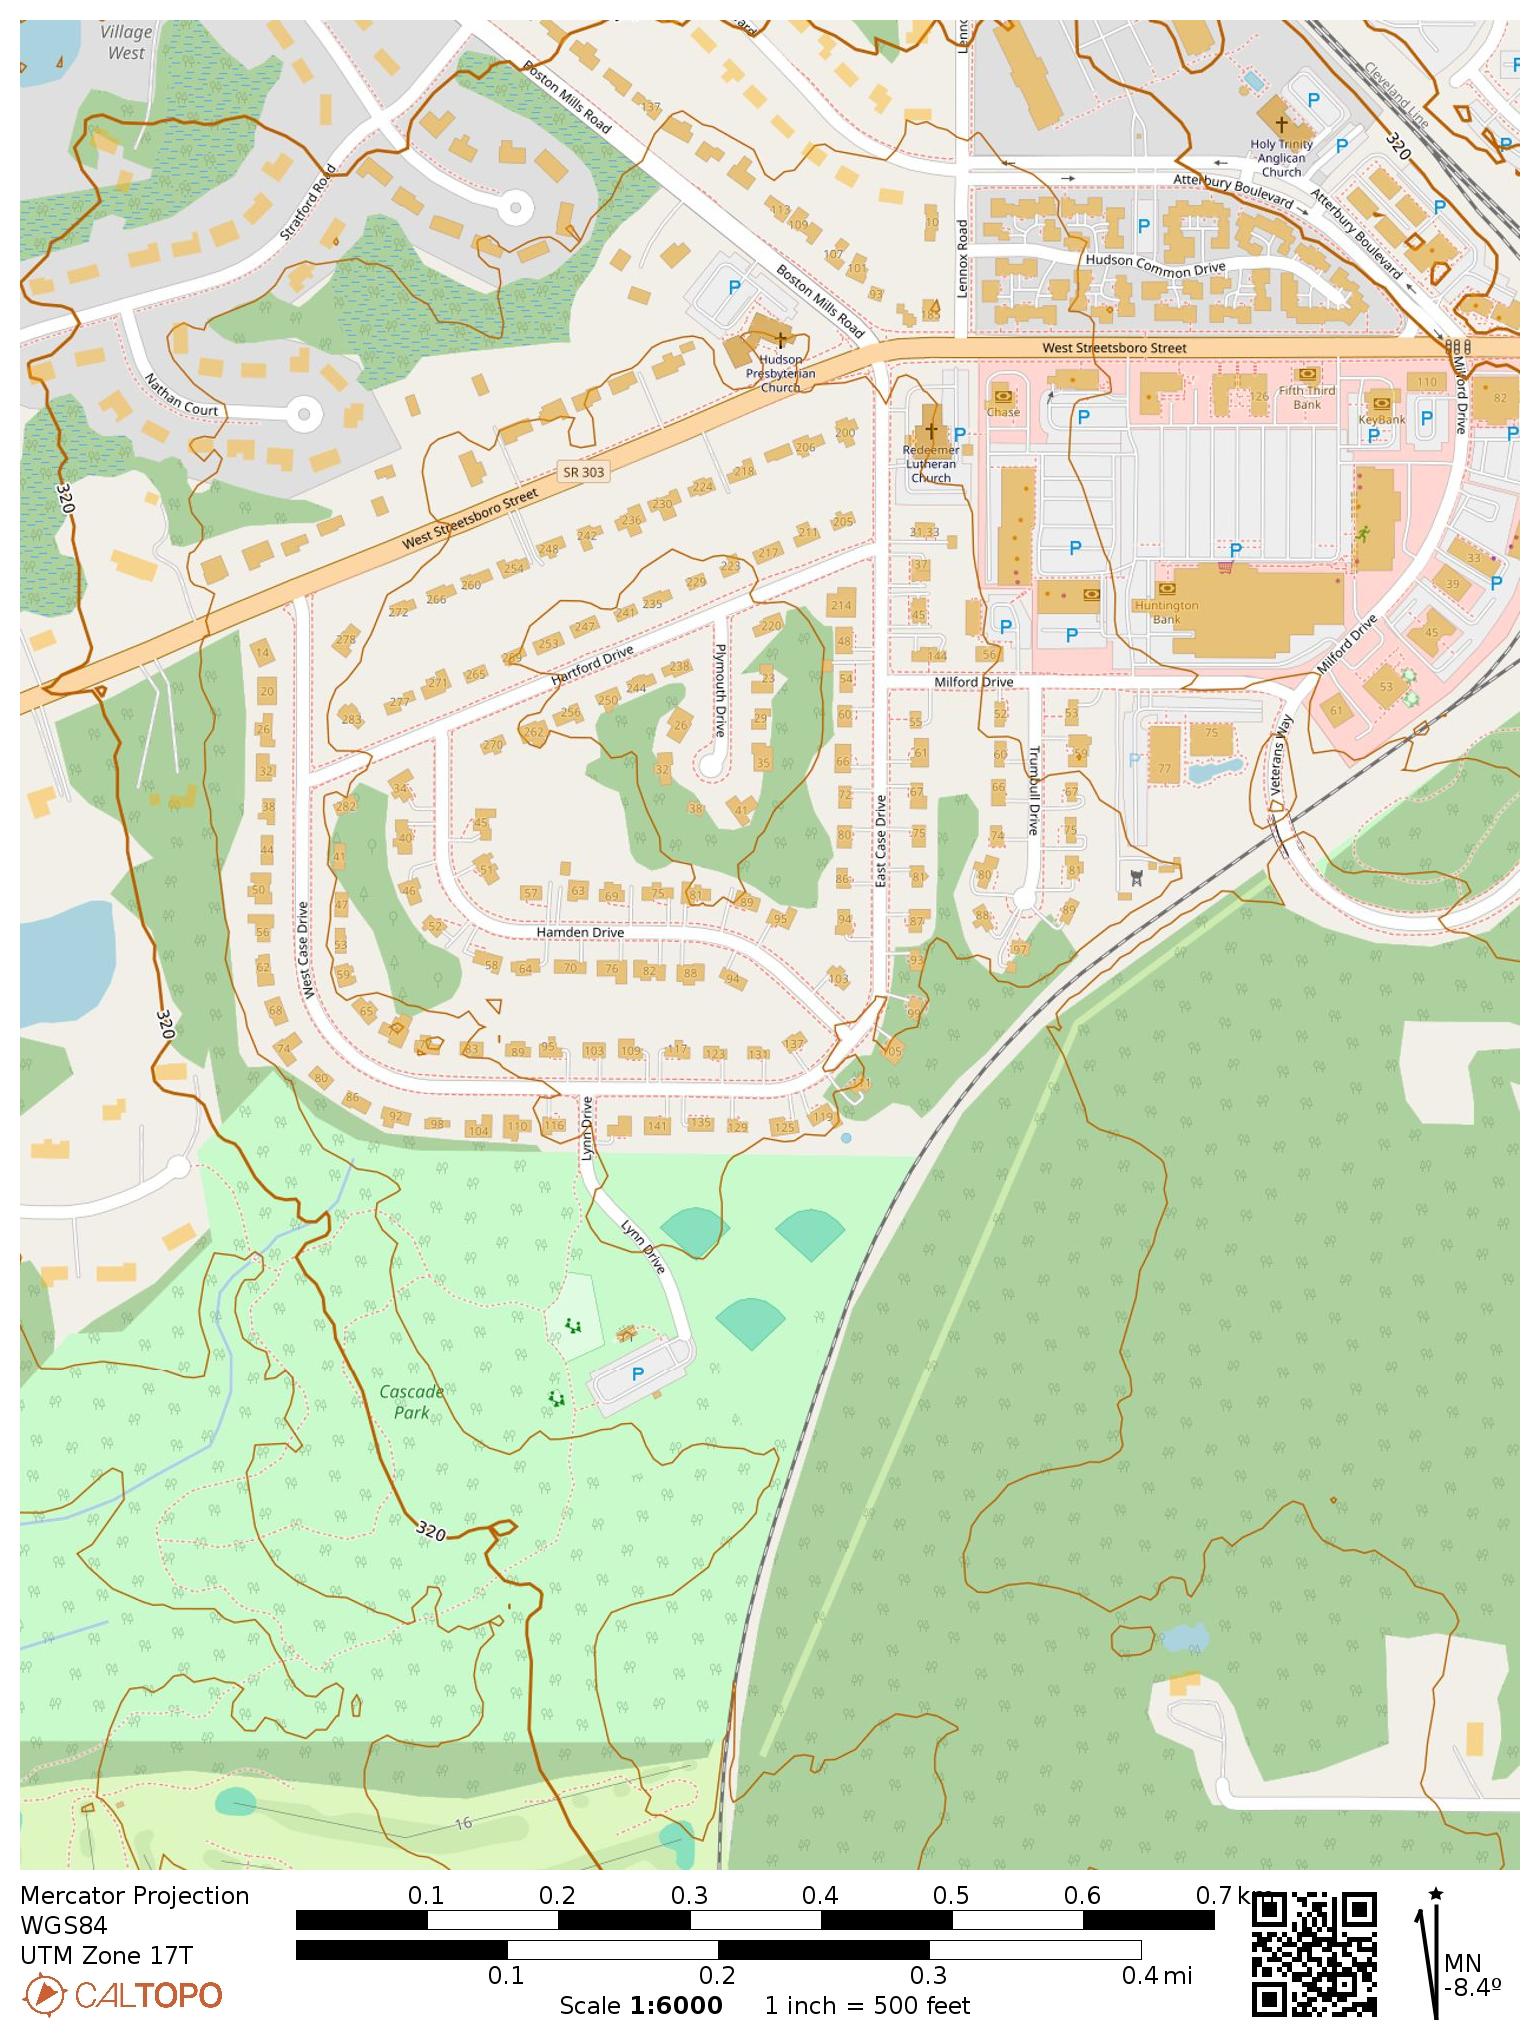 Village
West
Boston Mills Road
137
Lennox Road
Cleveland Line
320
Holy Trinity
Anglican
Church
P
P
P
P
P
Stratford Road
113
109
107
101
93
10
185
P
Atterbury Boulevard
Atterbury Boulevard
P
Hudson Common Drive
Lennox Road
Boston Mills Road
P
Hudson
Presbyterian
Church
West Streetsboro Street
Milford Drive
Nathan Court
Chase
P
126
Fifth Third
Bank
KeyBank
P
P
110
82
P
Redeemer
Lutheran
Church
P
SR 303
West Streetsboro Street
320
200
206
218
224
230
236
242
248
254
260
266
272
278
205
211
217
223
229
235
241
247
253
269
265
271
277
283
31,33
37
45
P
P
P
P
Huntington
Bank
33
39
P
45
53
61
Milford Drive
214
48
54
60
66
72
80
86
94
144
56
Milford Drive
Hartford Drive
Plymouth Drive
220
238
244
250
256
262
270
23
29
35
26
32
38
41
14
20
26
32
38
44
50
56
62
68
74
80
86
92
98
104
110
116
282
41
47
53
59
65
77
83
89
95
103
109
117
123
131
137
34
40
46
52
45
51
57
63
69
75
81
89
95
103
Hamden Drive
58
64
70
76
82
88
94
West Case Drive
East Case Drive
55
61
67
75
81
87
93
99
105
111
119
125
129
135
141
52
60
66
74
80
88
53
59
67
75
81
89
97
Trumbull Drive
P
77
75
Veterans Way
320
Lynn Drive
Lynn Drive
P
Cascade
Park
320
16
Mercator Projection
WGS84
UTM Zone 17T
CALTOPO
0.1 0.2 0.3 0.4 0.5 0.6 0.7 km
0.1 0.2 0.3 0.4 mi
Scale 1:6000 1 inch = 500 feet
MN
-8.4º